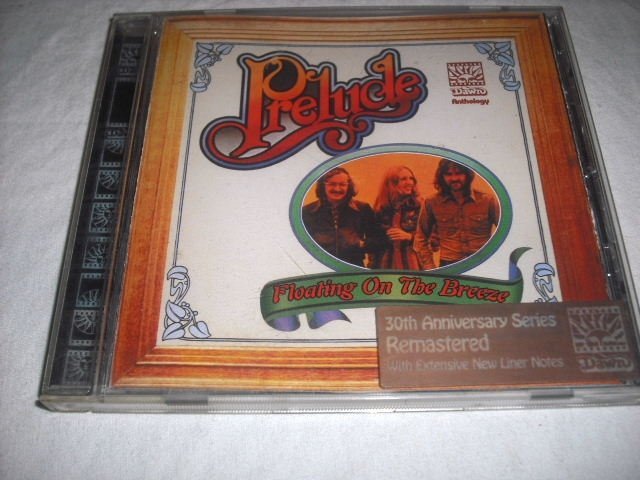 Prelude
Dawn
Anthology
Floating On The Breeze
30th Anniversary Series
Remastered
With Extensive New Liner Notes
Dawn